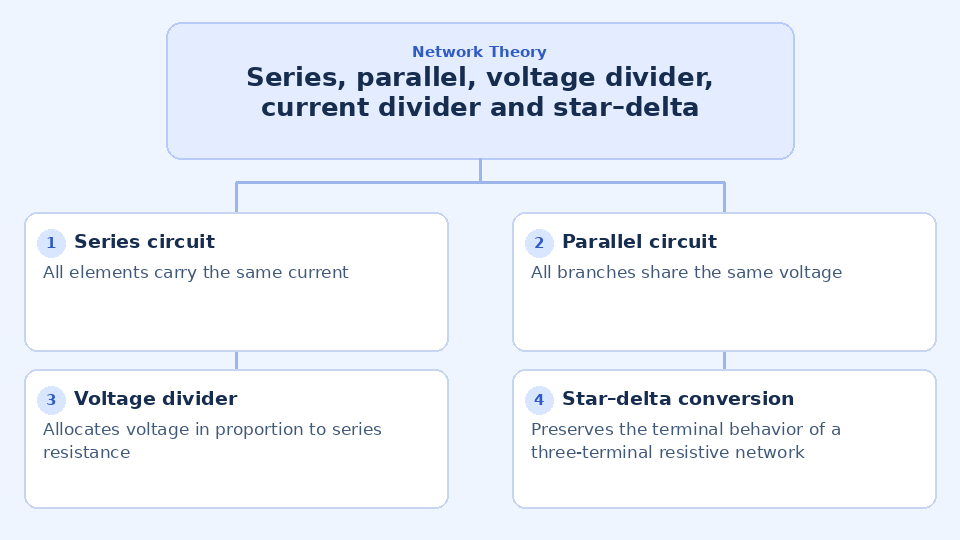 Network Theory
Series, parallel, voltage divider,
current divider and star–delta
1 Series circuit
All elements carry the same current
2 Parallel circuit
All branches share the same voltage
3 Voltage divider
Allocates voltage in proportion to series
resistance
4 Star–delta conversion
Preserves the terminal behavior of a
three-terminal resistive network